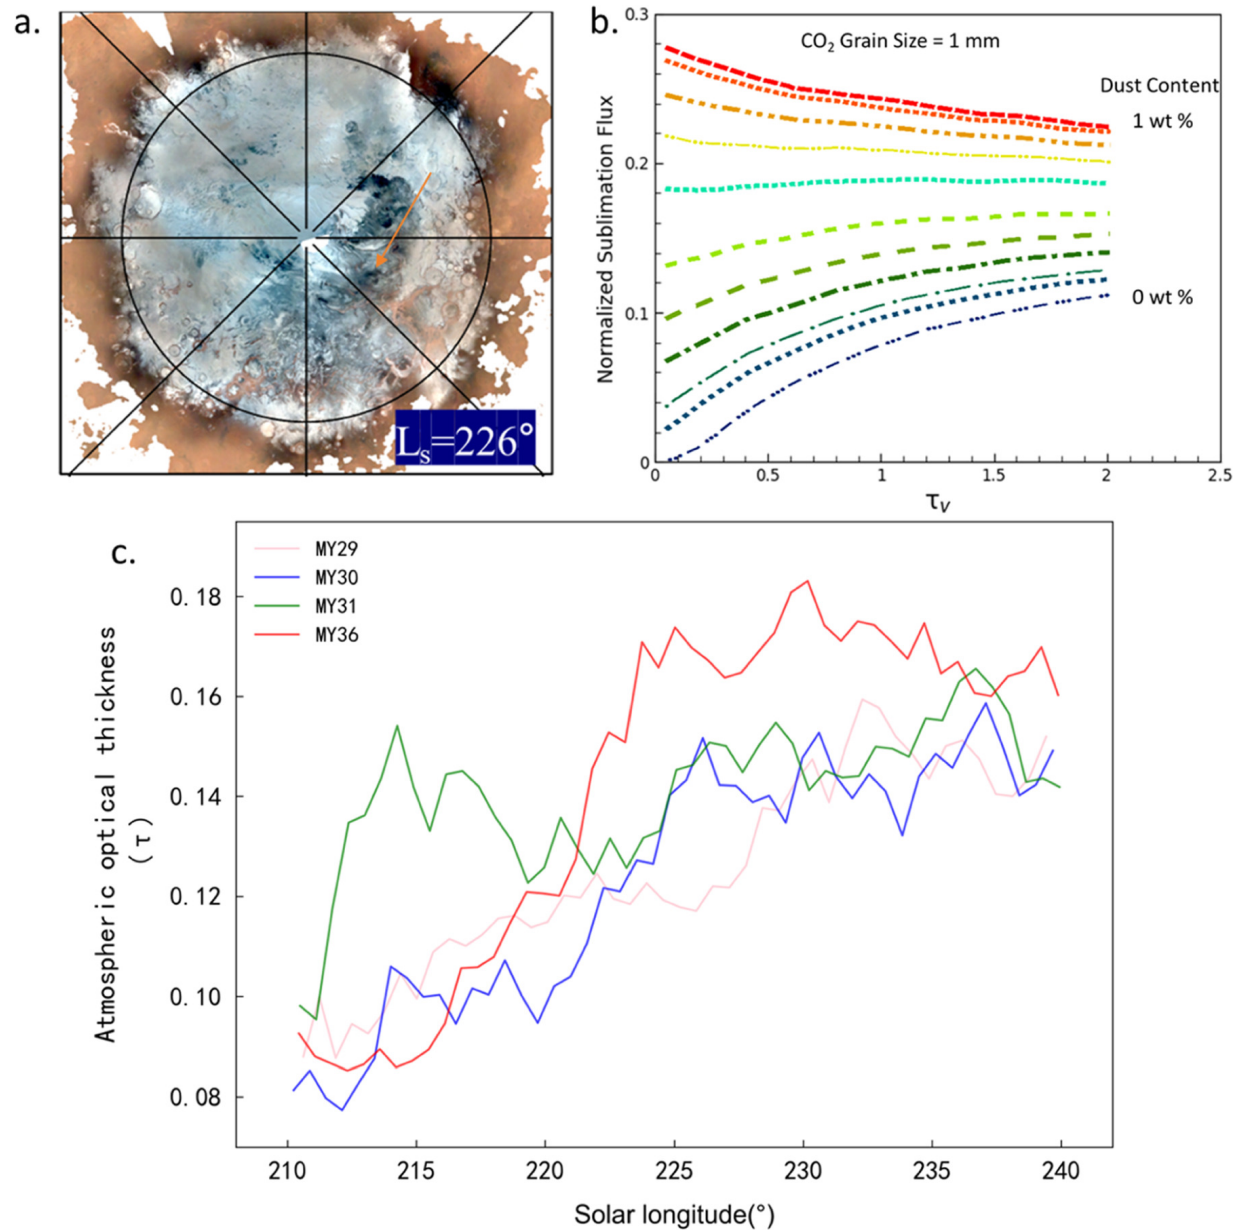 a.
L_s=226°
b.
0.3
0.2
0.1
0
Normalized Sublimation Flux
CO₂ Grain Size = 1 mm
Dust Content
1 wt %
0 wt %
0
0.5
1
1.5
2
2.5
τᵥ
c.
MY29
MY30
MY31
MY36
0.18
0.16
0.14
0.12
0.10
0.08
Atmospheric optical thickness
(τ)
210
215
220
225
230
235
240
Solar longitude(°)